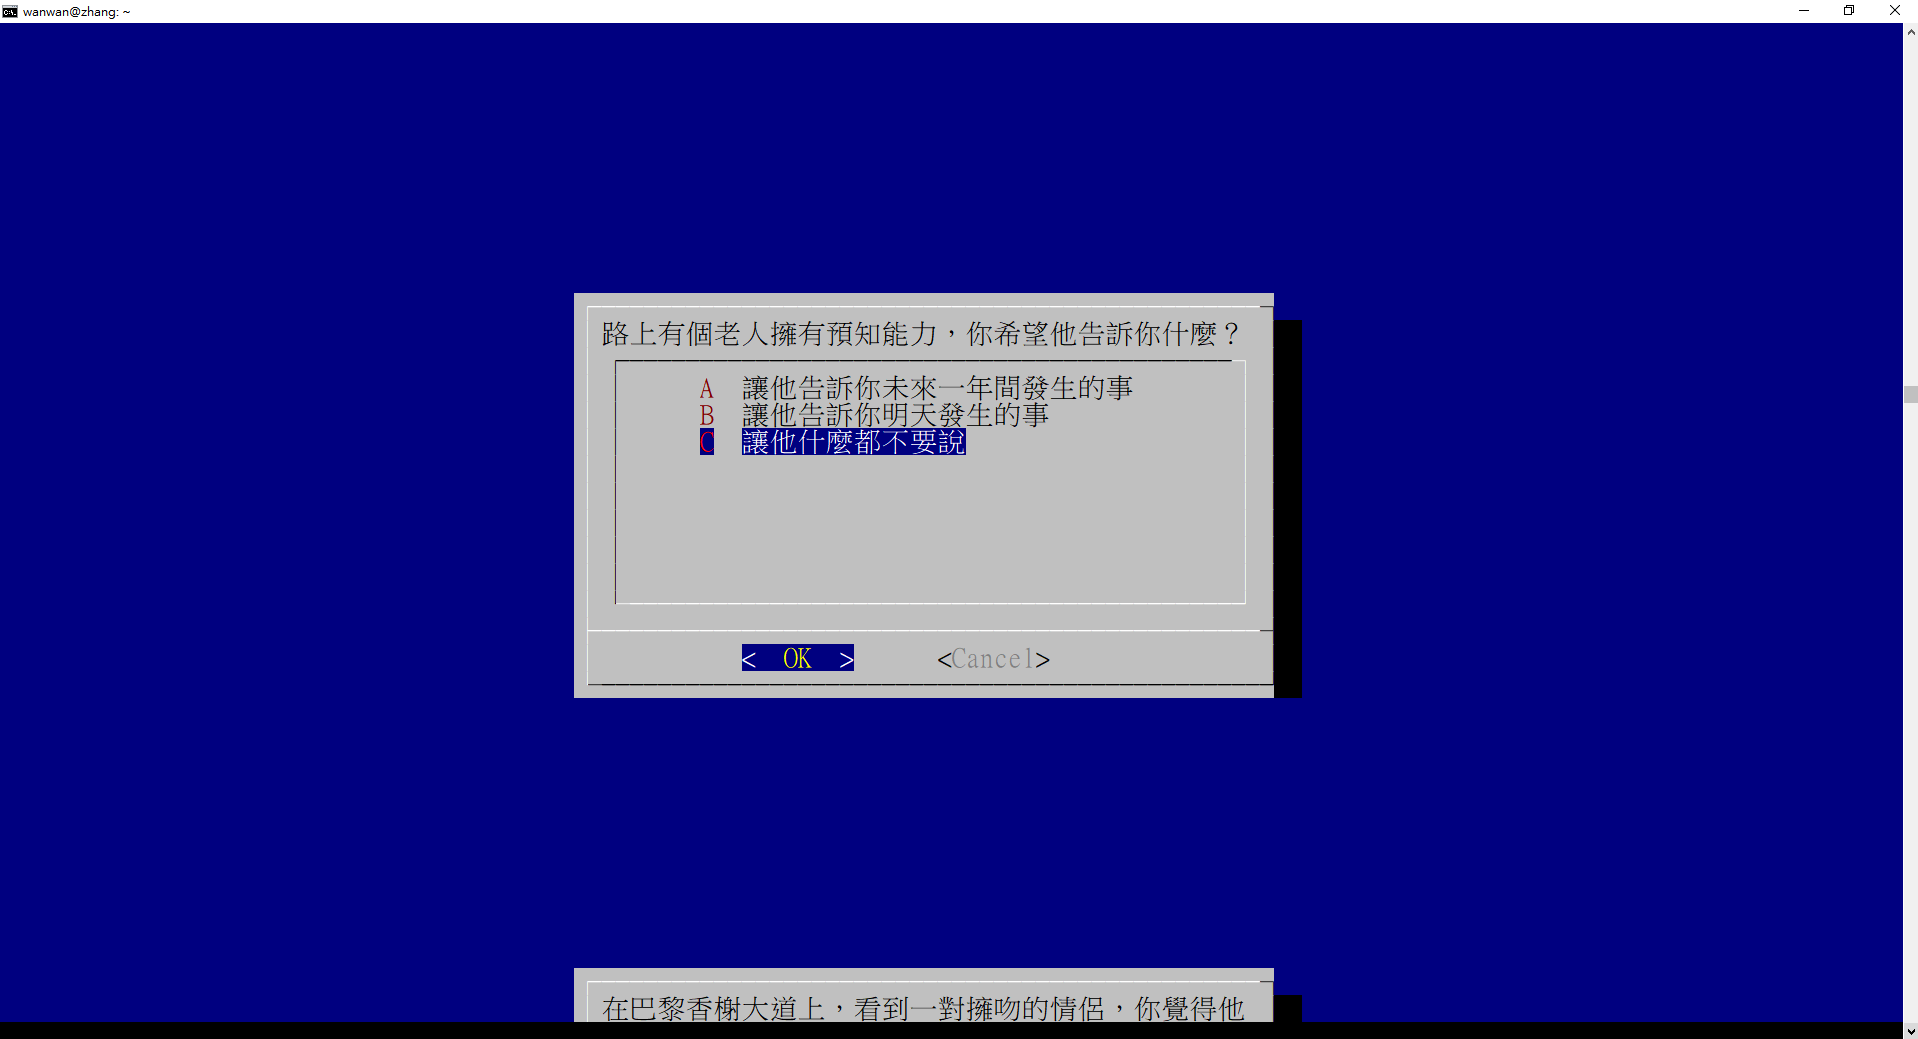 wanwan@zhang: ~
路上有個老人擁有預知能力，你希望他告訴你什麼？
A 讓他告訴你未來一年間發生的事
B 讓他告訴你明天發生的事
C 讓他什麼都不要說
< OK > <Cancel>
在巴黎香榭大道上，看到一對擁吻的情侶，你覺得他